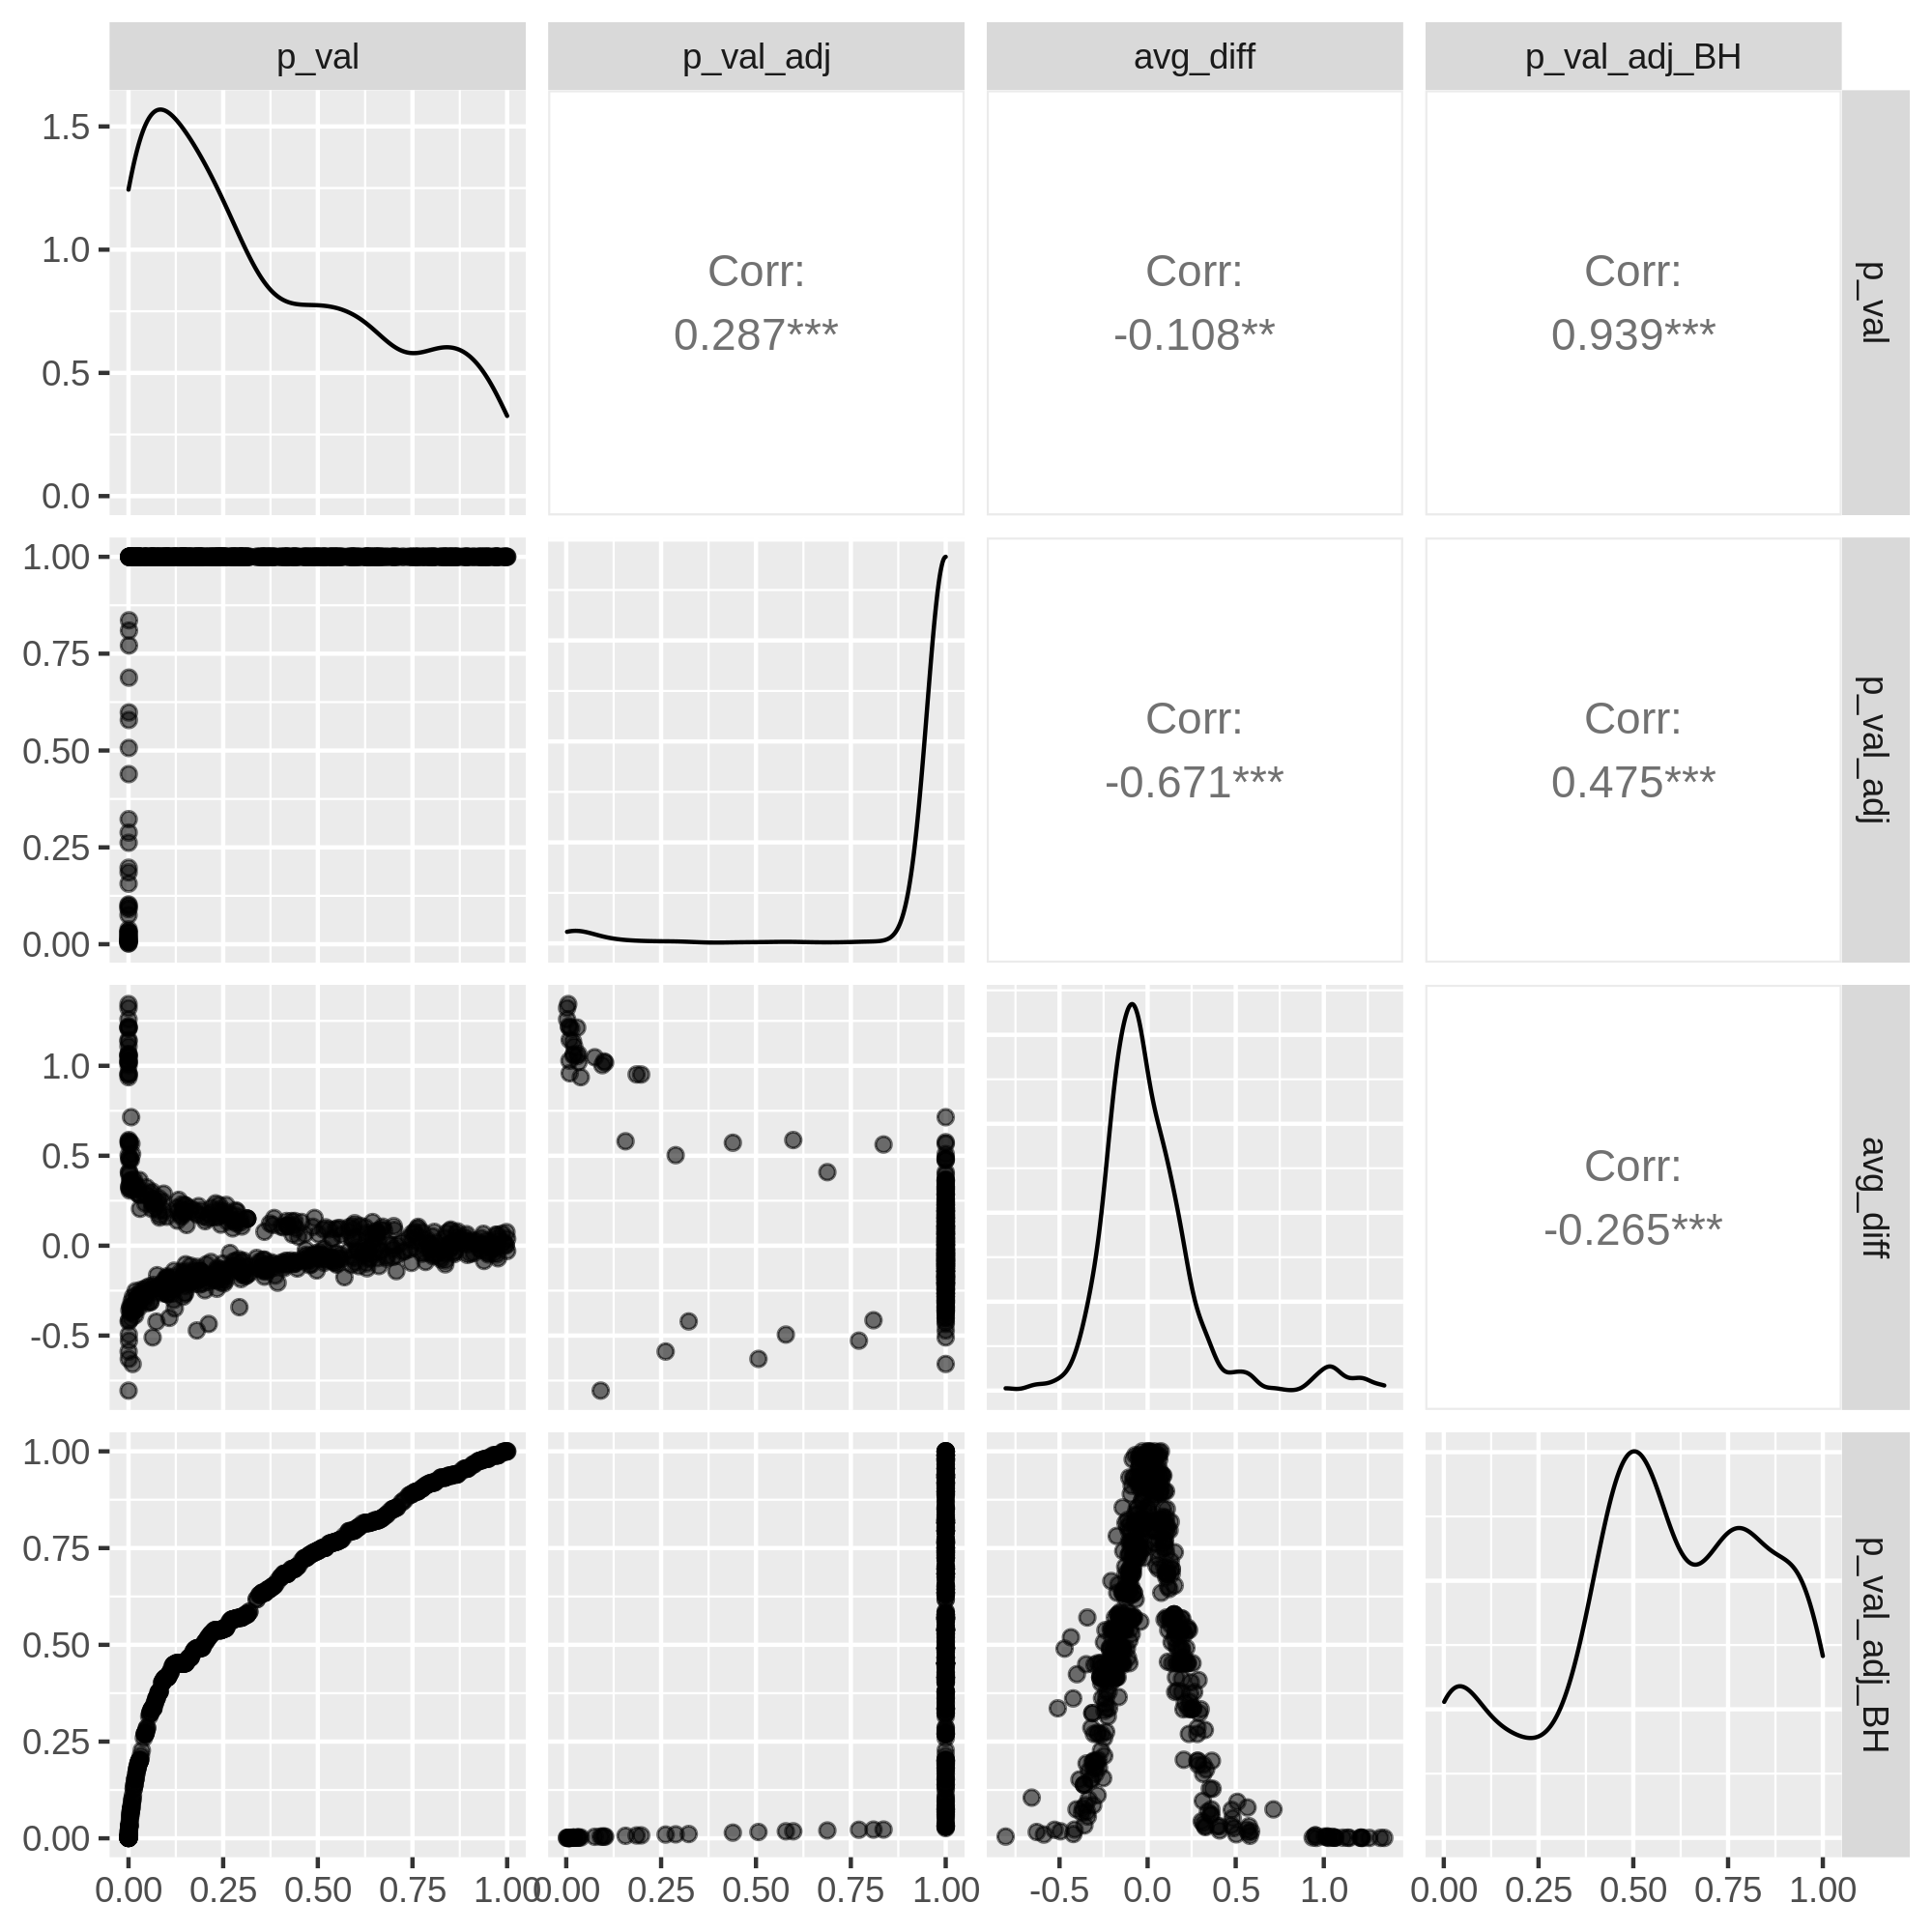 p_val p_val_adj avg_diff p_val_adj_BH
1.5
1.0
0.5
0.0
Corr:
0.287***
Corr:
-0.108**
Corr:
0.939***
p_val
1.00
0.75
0.50
0.25
0.00
Corr:
-0.671***
Corr:
0.475***
p_val_adj
1.0
0.5
0.0
-0.5
Corr:
-0.265***
avg_diff
1.00
0.75
0.50
0.25
0.00
p_val_adj_BH
0.00 0.25 0.50 0.75 1.00
0.00 0.25 0.50 0.75 1.00
-0.5 0.0 0.5 1.0
0.00 0.25 0.50 0.75 1.00